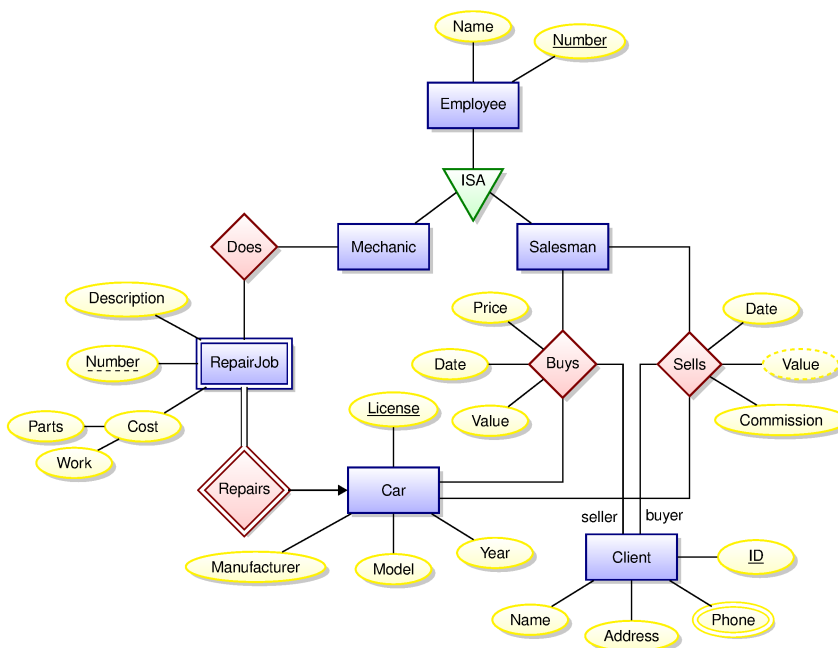 Name
Number
Employee
ISA
Does
Mechanic
Salesman
Description
Price
Date
Number
RepairJob
Date
Buys
Sells
Value
License
Value
Commission
Parts
Cost
Work
Repairs
Car
seller
buyer
Manufacturer
Model
Year
Client
ID
Name
Address
Phone